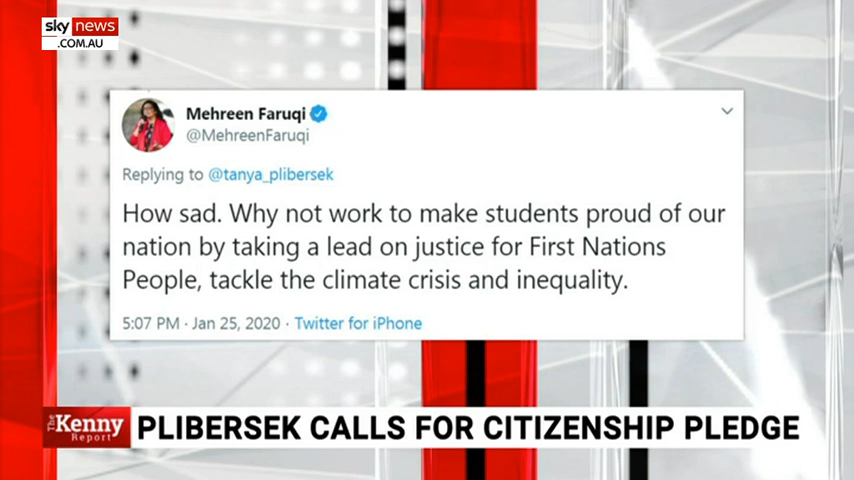 sky news
.COM.AU
Mehreen Faruqi
@MehreenFaruqi
Replying to @tanya_plibersek
How sad. Why not work to make students proud of our
nation by taking a lead on justice for First Nations
People, tackle the climate crisis and inequality.
5:07 PM · Jan 25, 2020 · Twitter for iPhone
The Kenny Report
PLIBERSEK CALLS FOR CITIZENSHIP PLEDGE